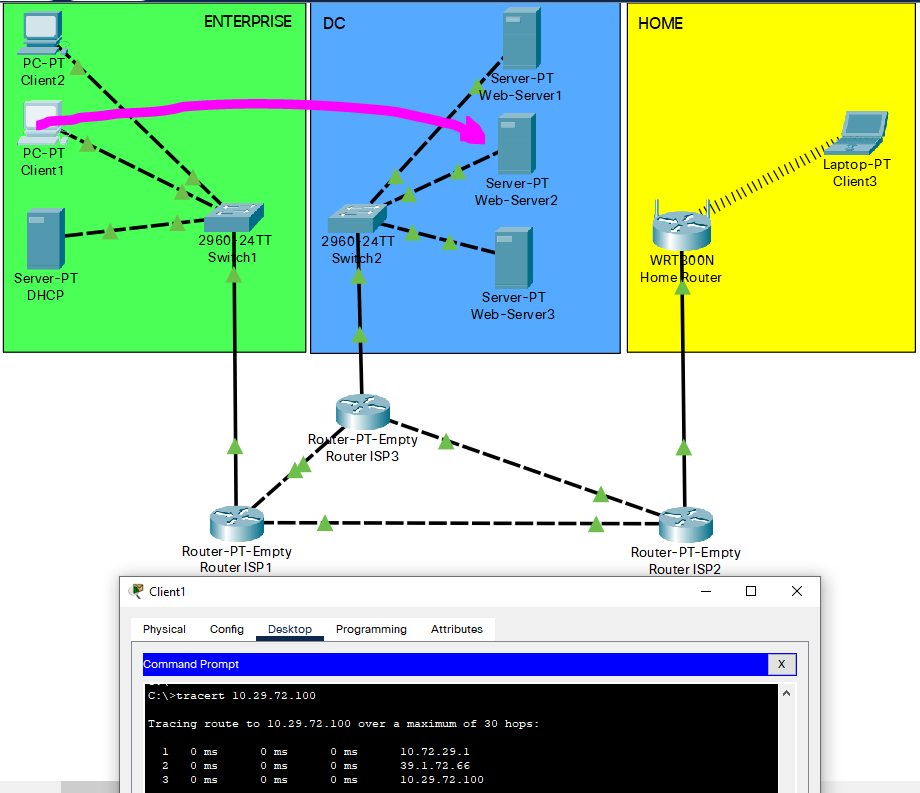 ENTERPRISE
DC
HOME
PC-PT
Client2
Server-PT
Web-Server1
PC-PT
Client1
Laptop-PT
Client3
Server-PT
Web-Server2
2960-24TT
Switch1
2960-24TT
Switch2
WRT300N
Home Router
Server-PT
DHCP
Server-PT
Web-Server3
Router-PT-Empty
Router ISP3
Router-PT-Empty
Router ISP1
Router-PT-Empty
Router ISP2
Client1
Physical Config Desktop Programming Attributes
Command Prompt
X
C:\>tracert 10.29.72.100
Tracing route to 10.29.72.100 over a maximum of 30 hops:
1 0 ms 0 ms 0 ms 10.72.29.1
2 0 ms 0 ms 0 ms 39.1.72.66
3 0 ms 0 ms 0 ms 10.29.72.100